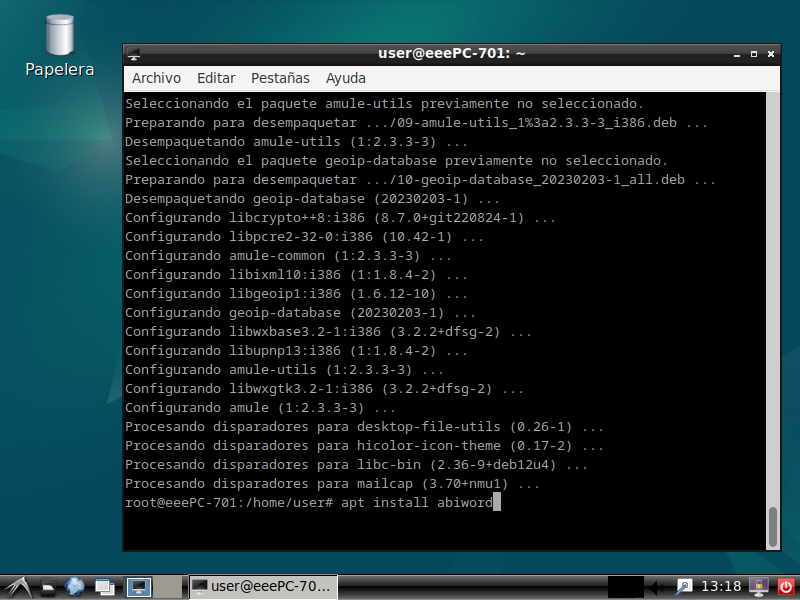 Papelera
user@eeePC-701: ~
Archivo Editar Pestañas Ayuda
Seleccionando el paquete amule-utils previamente no seleccionado.
Preparando para desempaquetar .../09-amule-utils_1%3a2.3.3-3_i386.deb ...
Desempaquetando amule-utils (1:2.3.3-3) ...
Seleccionando el paquete geoip-database previamente no seleccionado.
Preparando para desempaquetar .../10-geoip-database_20230203-1_all.deb ...
Desempaquetando geoip-database (20230203-1) ...
Configurando libcrypto++8:i386 (8.7.0+git220824-1) ...
Configurando libpcre2-32-0:i386 (10.42-1) ...
Configurando amule-common (1:2.3.3-3) ...
Configurando libixml10:i386 (1:1.8.4-2) ...
Configurando libgeoip1:i386 (1.6.12-10) ...
Configurando geoip-database (20230203-1) ...
Configurando libwxbase3.2-1:i386 (3.2.2+dfsg-2) ...
Configurando libupnp13:i386 (1:1.8.4-2) ...
Configurando amule-utils (1:2.3.3-3) ...
Configurando libwxgtk3.2-1:i386 (3.2.2+dfsg-2) ...
Configurando amule (1:2.3.3-3) ...
Procesando disparadores para desktop-file-utils (0.26-1) ...
Procesando disparadores para hicolor-icon-theme (0.17-2) ...
Procesando disparadores para libc-bin (2.36-9+deb12u4) ...
Procesando disparadores para mailcap (3.70+nmu1) ...
root@eeePC-701:/home/user# apt install abiword
user@eeePC-70...
13:18